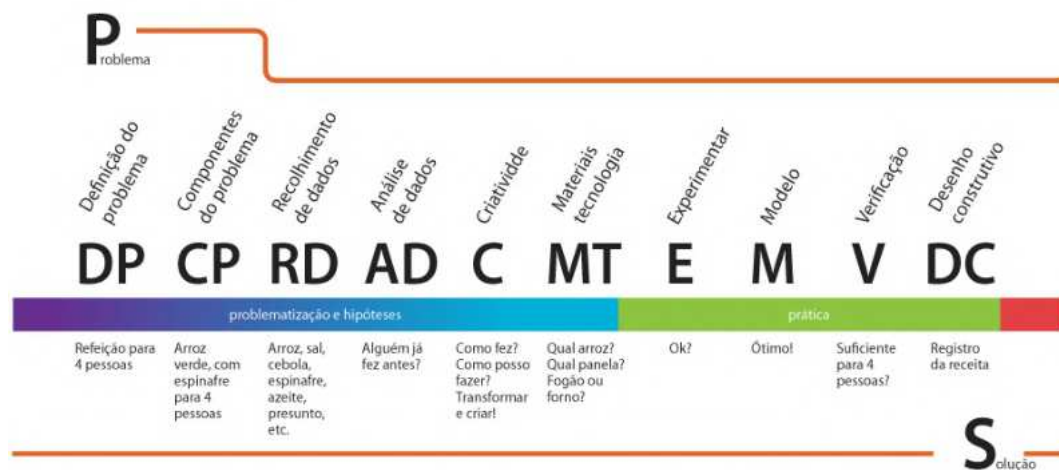 Problema
Definição do
problema
Componentes
do problema
Recolhimento
de dados
Análise
de dados
Criatividde
Materiais
tecnologia
Experimentar
Modelo
Verificação
Desenho
construtivo
DP CP RD AD C MT E M V DC
problematização e hipóteses
prática
Refeição para
4 pessoas
Arroz
verde, com
espinafre
para 4
pessoas
Arroz, sal,
cebola,
espinafre,
azeite,
presunto,
etc.
Alguém já
fez antes?
Como fez?
Como posso
fazer?
Transformar
e criar!
Qual arroz?
Qual panela?
Fogão ou
forno?
Ok?
Ótimo!
Suficiente
para 4
pessoas?
Registro
da receita
Solução